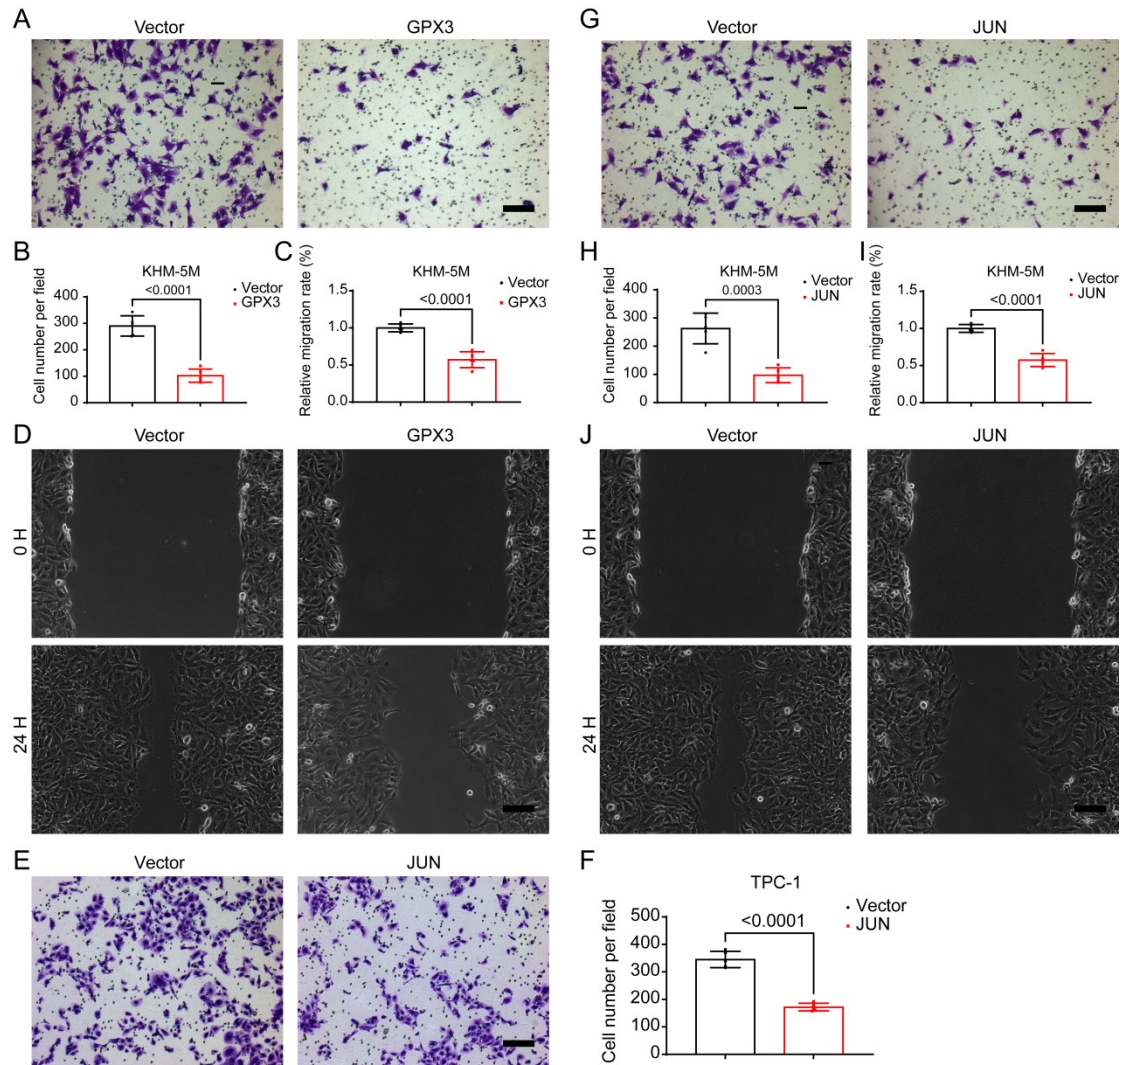 A
Vector
GPX3
G
Vector
JUN
B
KHM-5M
Vector
GPX3
<0.0001
Cell number per field
400
300
200
100
0
C
KHM-5M
Vector
GPX3
<0.0001
Relative migration rate (%)
1.5
1.0
0.5
0.0
H
KHM-5M
Vector
JUN
0.0003
Cell number per field
400
300
200
100
0
I
KHM-5M
Vector
JUN
<0.0001
Relative migration rate (%)
1.5
1.0
0.5
0.0
D
Vector
GPX3
0 H
24 H
J
Vector
JUN
0 H
24 H
E
Vector
JUN
F
TPC-1
Vector
JUN
<0.0001
Cell number per field
500
400
300
200
100
0